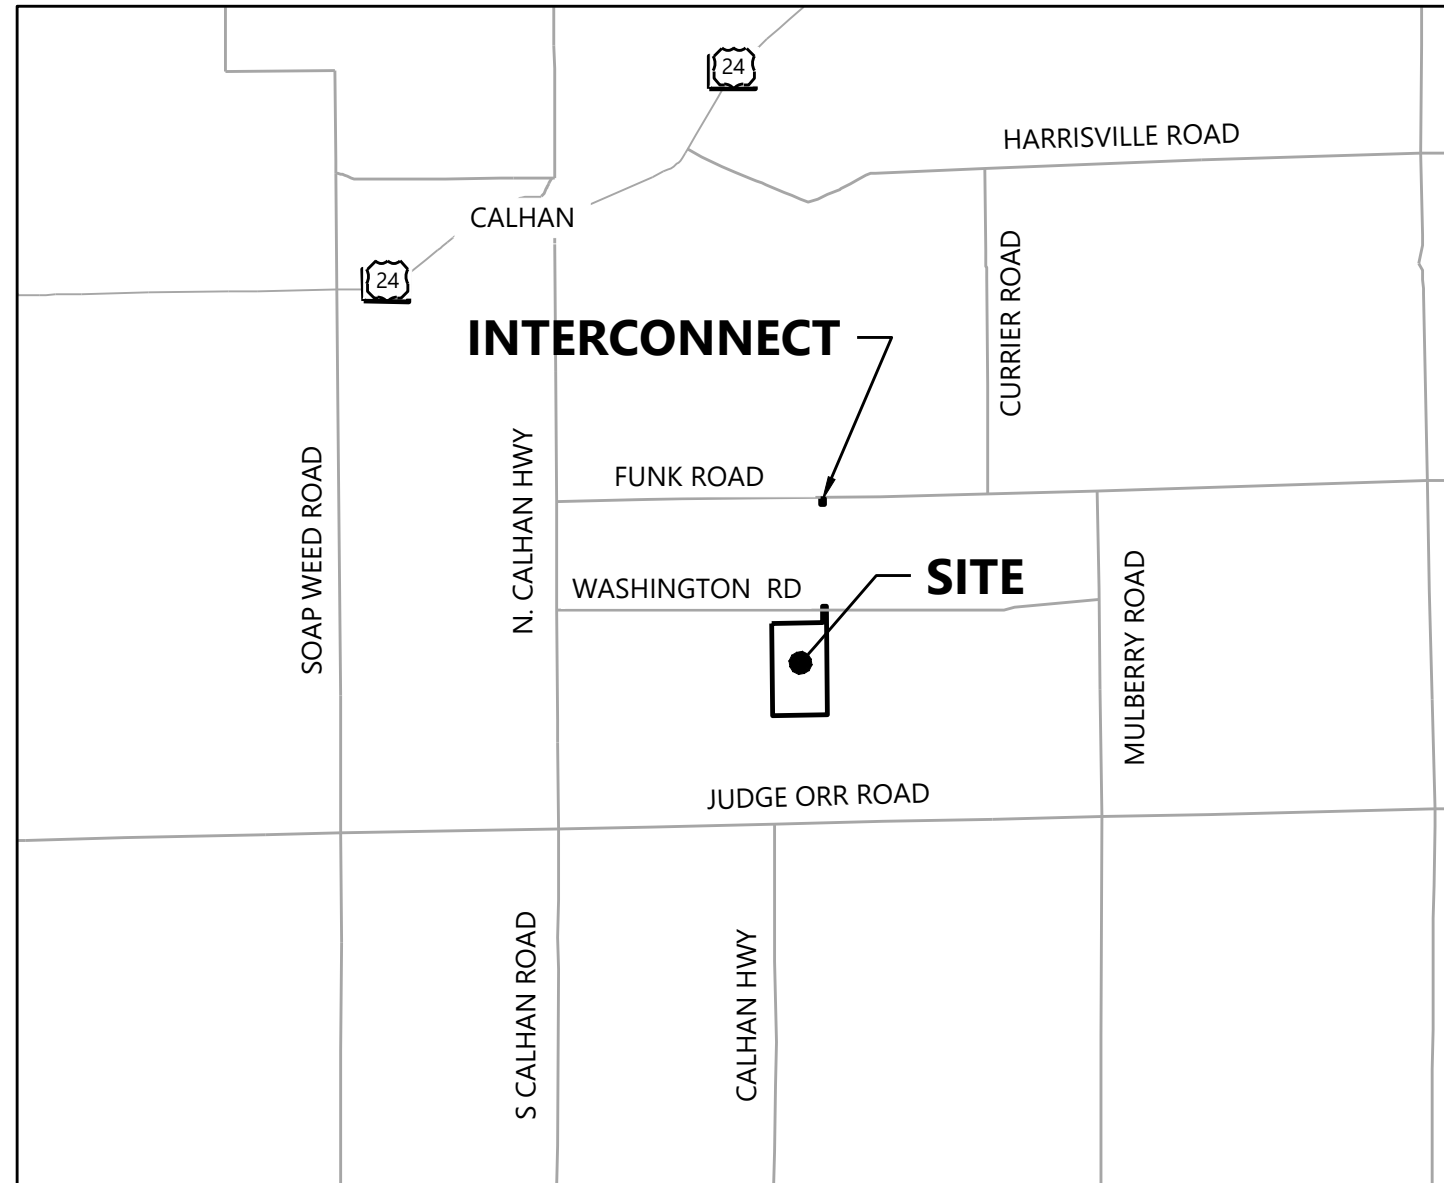 24
HARRISVILLE ROAD
CALHAN
24
CURRIER ROAD
INTERCONNECT
FUNK ROAD
N. CALHAN HWY
SOAP WEED ROAD
SITE
WASHINGTON RD
MULBERRY ROAD
JUDGE ORR ROAD
S CALHAN ROAD
CALHAN HWY